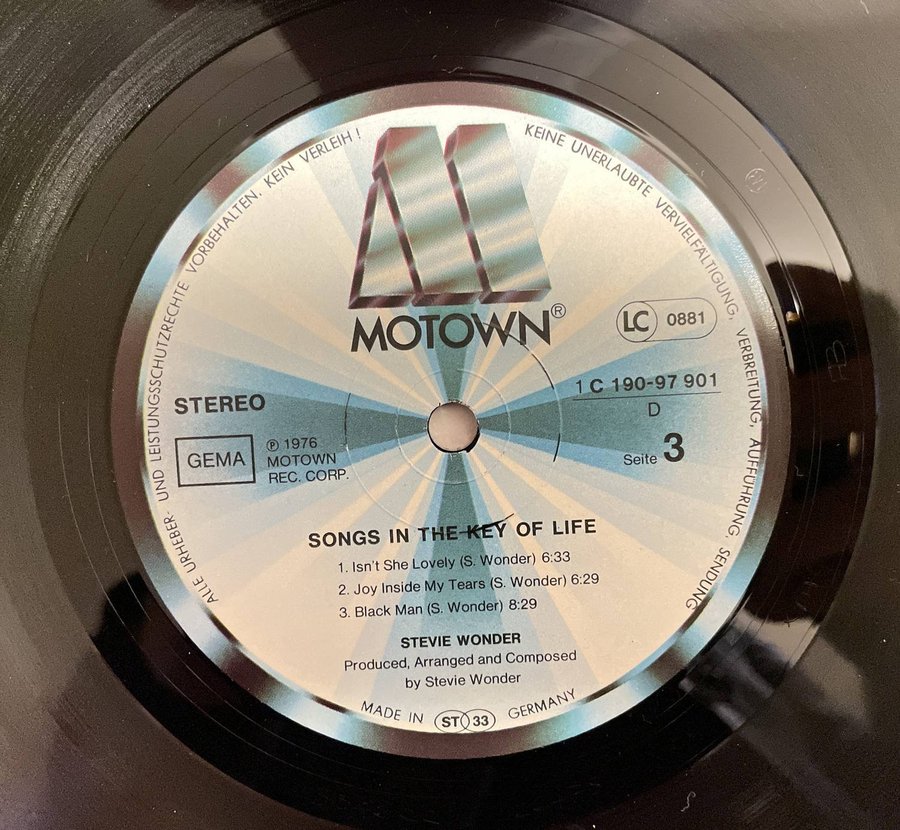 ALLE URHEBER- UND LEISTUNGSSCHUTZRECHTE VORBEHALTEN. KEIN VERLEIH! KEINE UNERLAUBTE VERVIELFÄLTIGUNG, VERBREITUNG, AUFFÜHRUNG, SENDUNG
MOTOWN®
LC 0881
STEREO
1 C 190-97 901
D
GEMA
℗ 1976
MOTOWN
REC. CORP.
Seite 3
SONGS IN THE KEY OF LIFE
1. Isn't She Lovely (S. Wonder) 6:33
2. Joy Inside My Tears (S. Wonder) 6:29
3. Black Man (S. Wonder) 8:29
STEVIE WONDER
Produced, Arranged and Composed
by Stevie Wonder
MADE IN ST 33 GERMANY